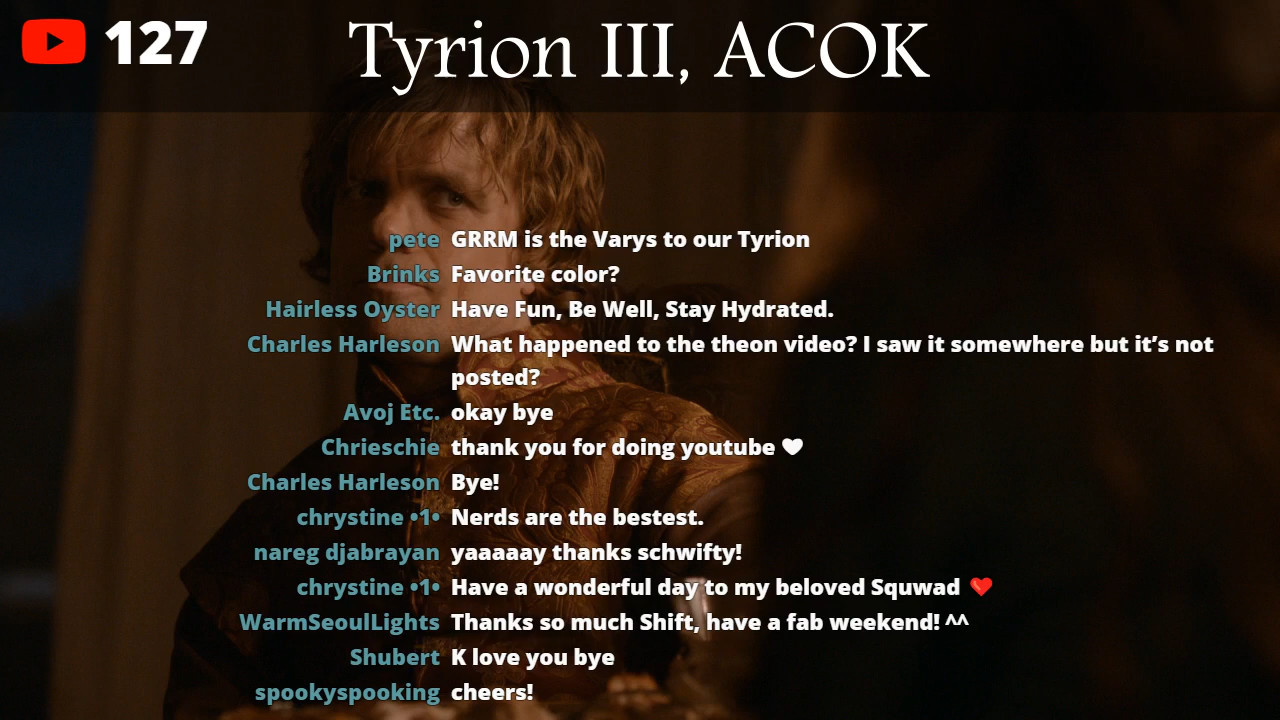 127
Tyrion III, ACOK
pete GRRM is the Varys to our Tyrion
Brinks Favorite color?
Hairless Oyster Have Fun, Be Well, Stay Hydrated.
Charles Harleson What happened to the theon video? I saw it somewhere but it’s not
posted?
Avoj Etc. okay bye
Chrieschie thank you for doing youtube 🤍
Charles Harleson Bye!
chrystine •1• Nerds are the bestest.
nareg djabrayan yaaaaay thanks schwifty!
chrystine •1• Have a wonderful day to my beloved Squwad ❤️
WarmSeoulLights Thanks so much Shift, have a fab weekend! ^^
Shubert K love you bye
spookyspooking cheers!